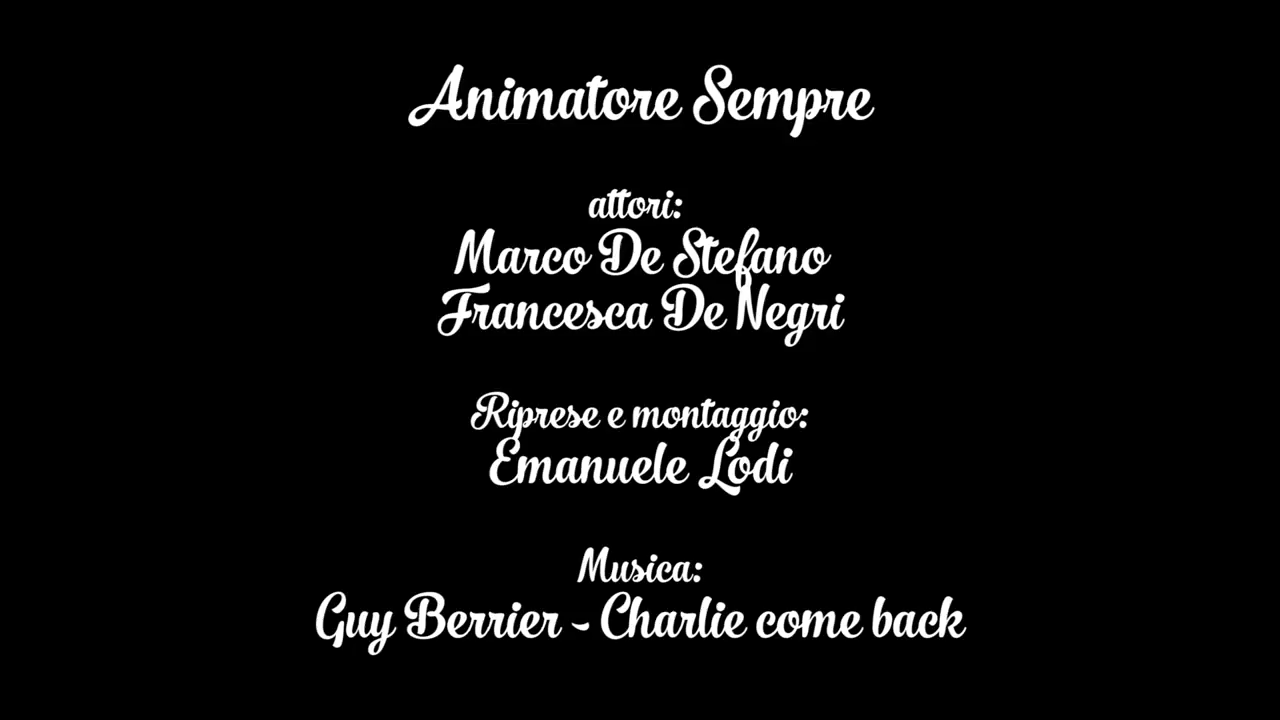 Animatore Sempre
attori:
Marco De Stefano
Francesca De Negri
Riprese e montaggio:
Emanuele Lodi
Musica:
Guy Berrier - Charlie come back